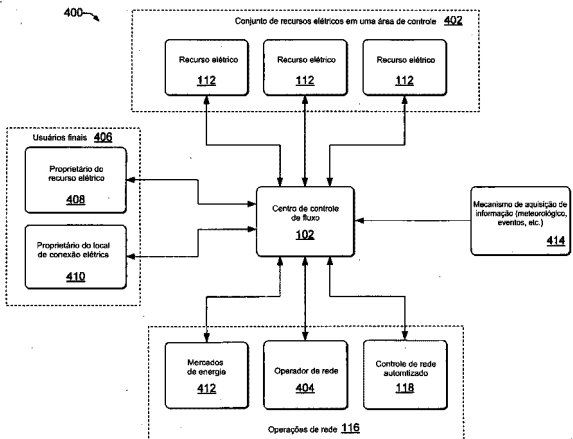 400
Conjunto de recursos elétricos em uma área de controle 402
Recurso elétrico
112
Recurso elétrico
112
Recurso elétrico
112
Usuários finais 406
Proprietário do
recurso elétrico
408
Proprietário do local
de conexão elétrica
410
Centro de controle
de fluxo
102
Mecanismo de aquisição de
informação (meteorológico,
eventos, etc.)
414
Mercados
de energia
412
Operador de rede
404
Controle de rede
automtizado
118
Operações de rede 116